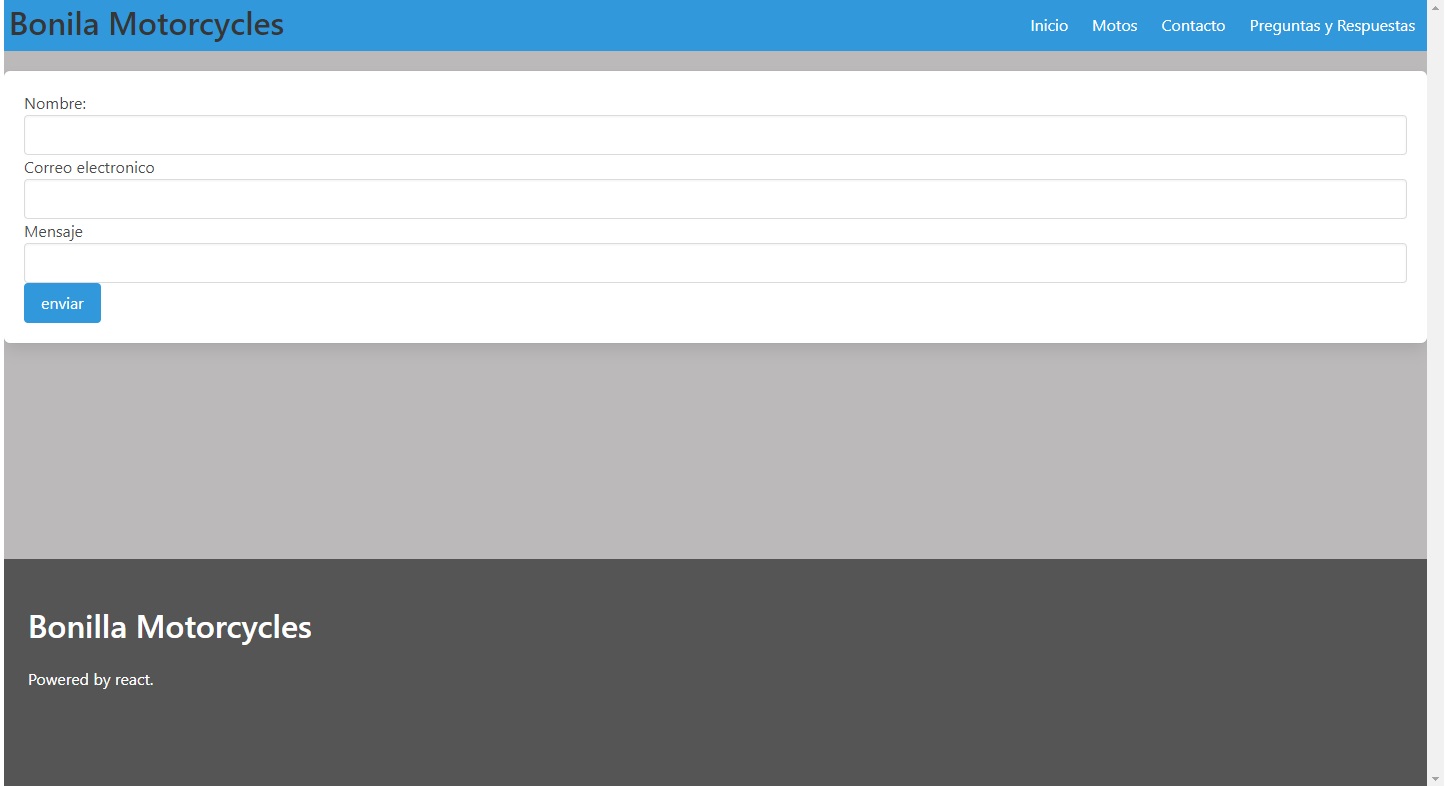 Bonila Motorcycles
Inicio Motos Contacto Preguntas y Respuestas
Nombre:
Correo electronico
Mensaje
enviar
Bonilla Motorcycles
Powered by react.